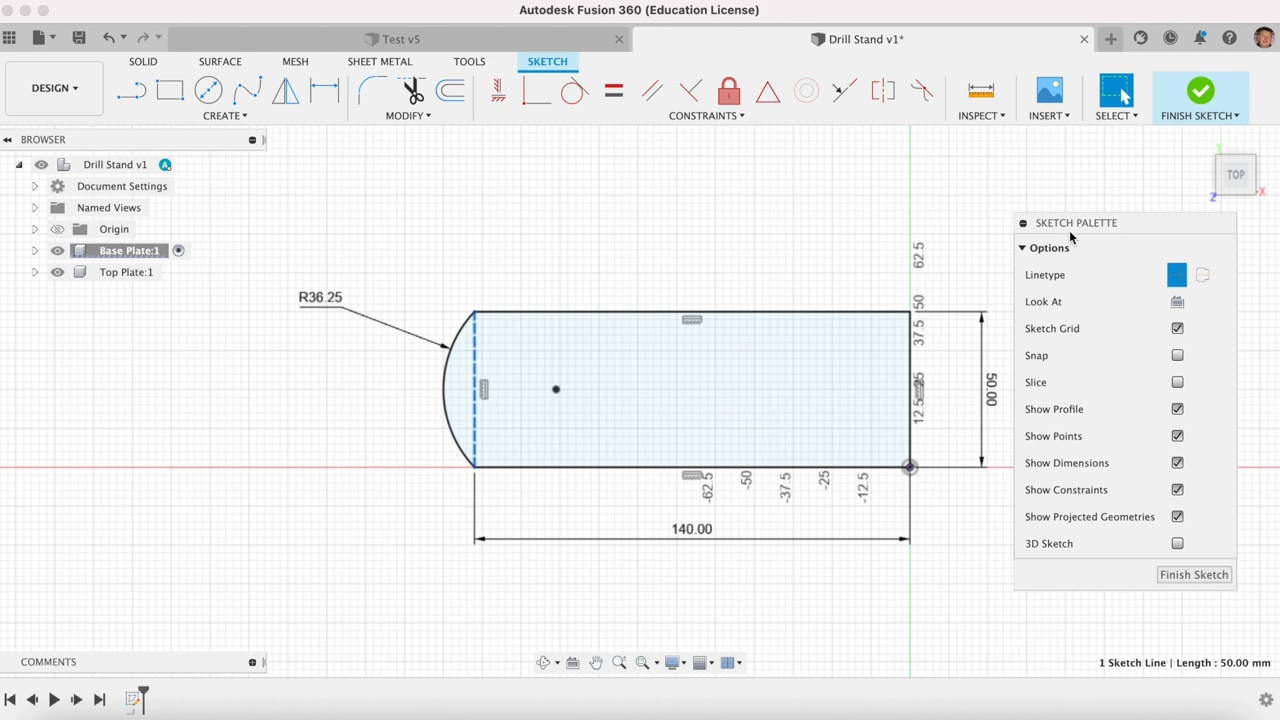 Autodesk Fusion 360 (Education License)
Test v5
Drill Stand v1*
DESIGN
SOLID SURFACE MESH SHEET METAL TOOLS SKETCH
CREATE MODIFY CONSTRAINTS INSPECT INSERT SELECT FINISH SKETCH
BROWSER
Drill Stand v1 A
Document Settings
Named Views
Origin
Base Plate:1
Top Plate:1
TOP
Y
X
Z
SKETCH PALETTE
Options
Linetype
Look At
Sketch Grid
Snap
Slice
Show Profile
Show Points
Show Dimensions
Show Constraints
Show Projected Geometries
3D Sketch
Finish Sketch
R36.25
62.5
50
37.5
25
12.5
50.00
-62.5
-50
-37.5
-25
-12.5
140.00
COMMENTS
1 Sketch Line | Length : 50.00 mm